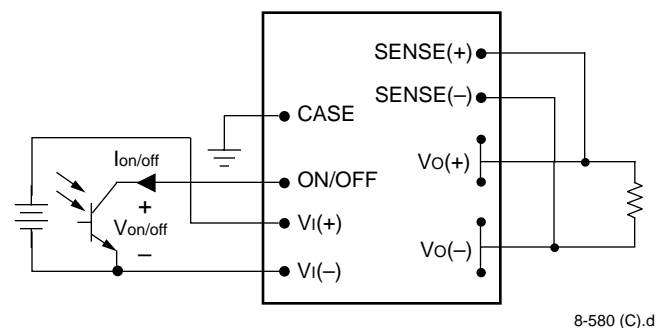 SENSE(+)
SENSE(–)
CASE
Ion/off
ON/OFF
VO(+)
+
Von/off
VI(+)
–
VI(–)
VO(–)
8-580 (C).d